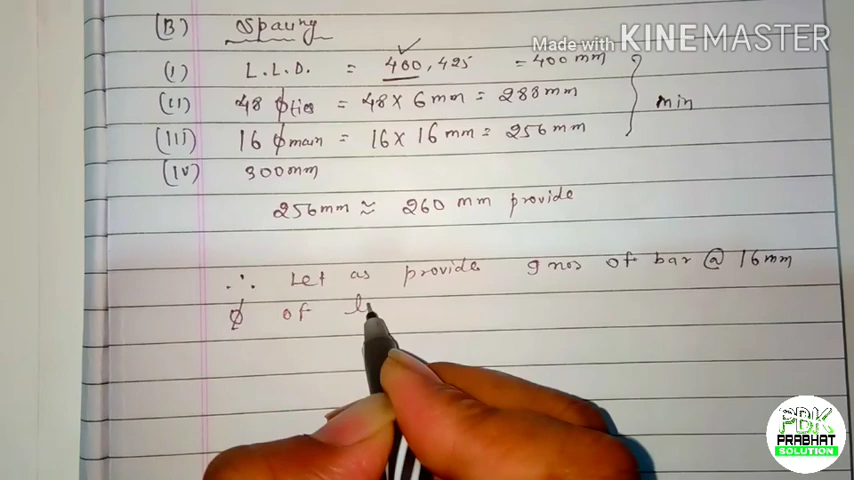 (B) Spacing
Made with KINEMASTER
(I) L.L.D. = 400, 425 = 400 mm
(II) 48 ϕties = 48 × 6 mm = 288 mm
(III) 16 ϕmain = 16 × 16 mm = 256 mm
min
(IV) 300mm
256mm ≈ 260 mm provide
∴ Let as provide 9 nos of bar @ 16mm
ϕ of l
PBK
PRABHAT
SOLUTION